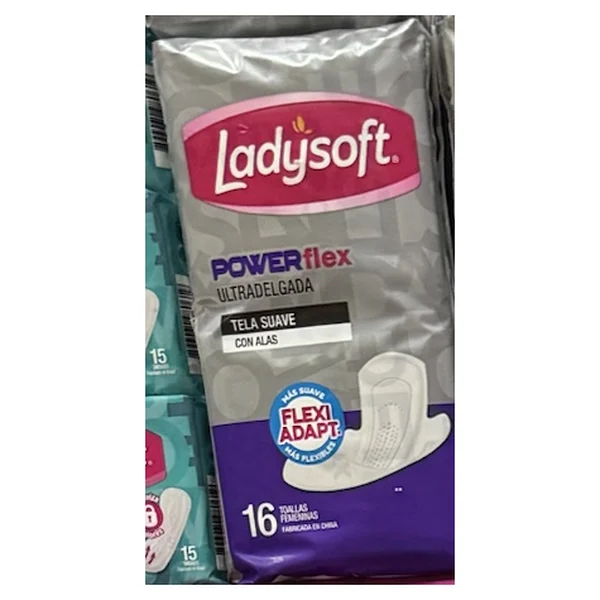 Ladysoft®
POWERflex
ULTRADELGADA
TELA SUAVE
CON ALAS
MÁS SUAVE
FLEXI
ADAPT.
MÁS FLEXIBLES
16 TOALLAS
FEMENINAS
FABRICADA EN CHINA
15
15